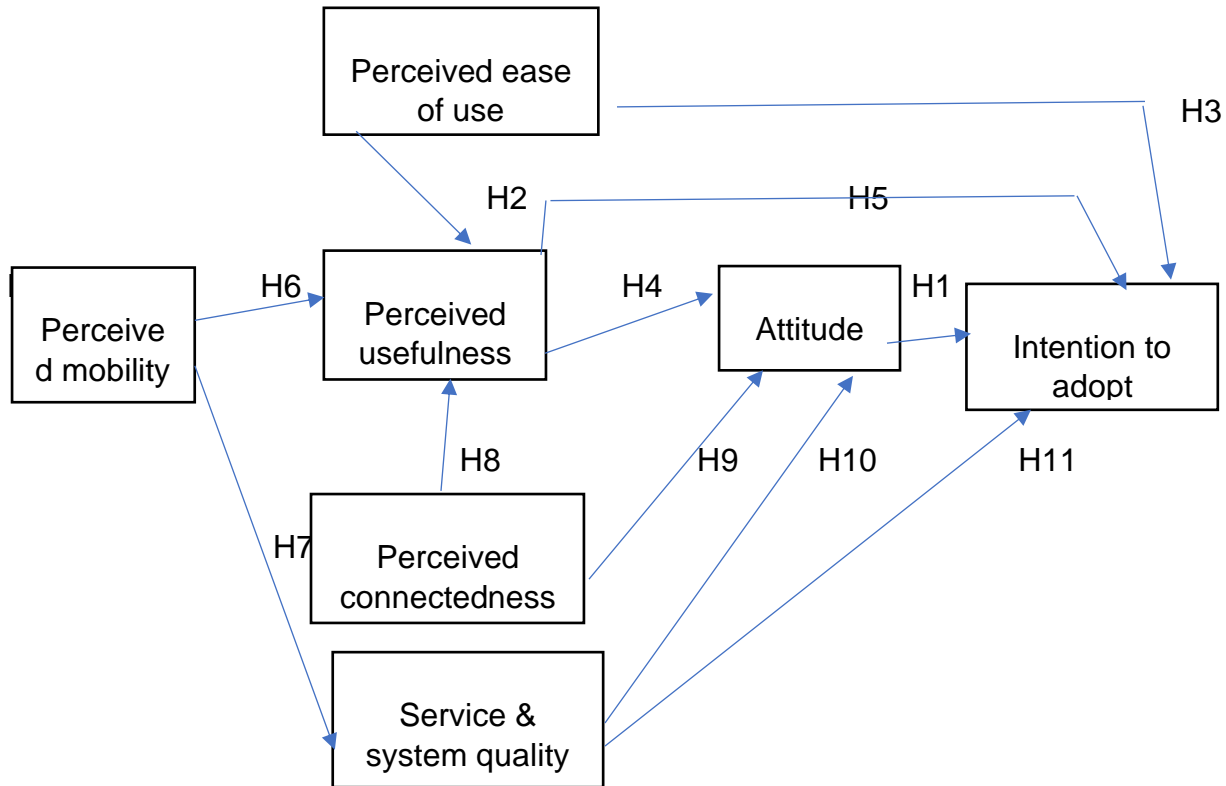 Perceived ease
of use
H3
H2
H5
H6
H4
H1
Perceive
d mobility
Perceived
usefulness
Attitude
Intention to
adopt
H8
H9
H10
H11
H7
Perceived
connectedness
Service &
system quality